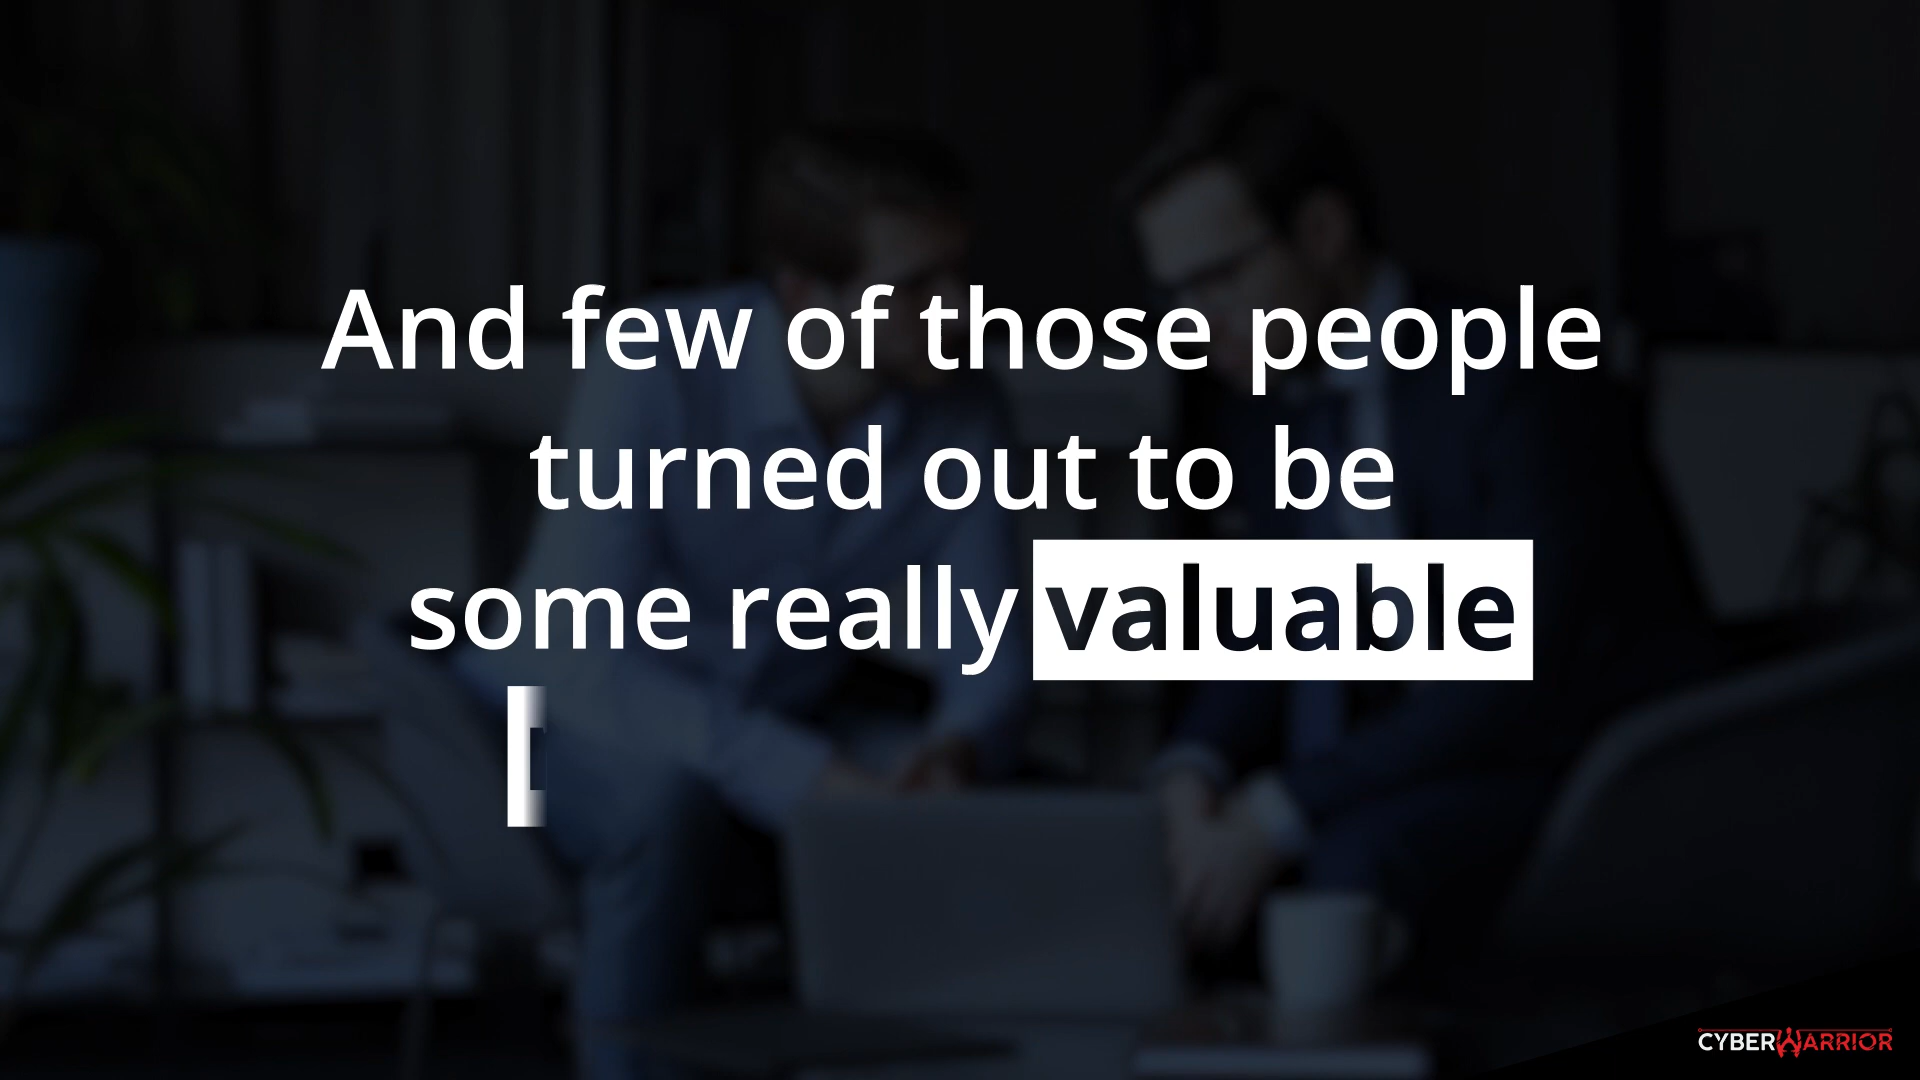 And few of those people
turned out to be
some really valuable
CYBERWARRIOR